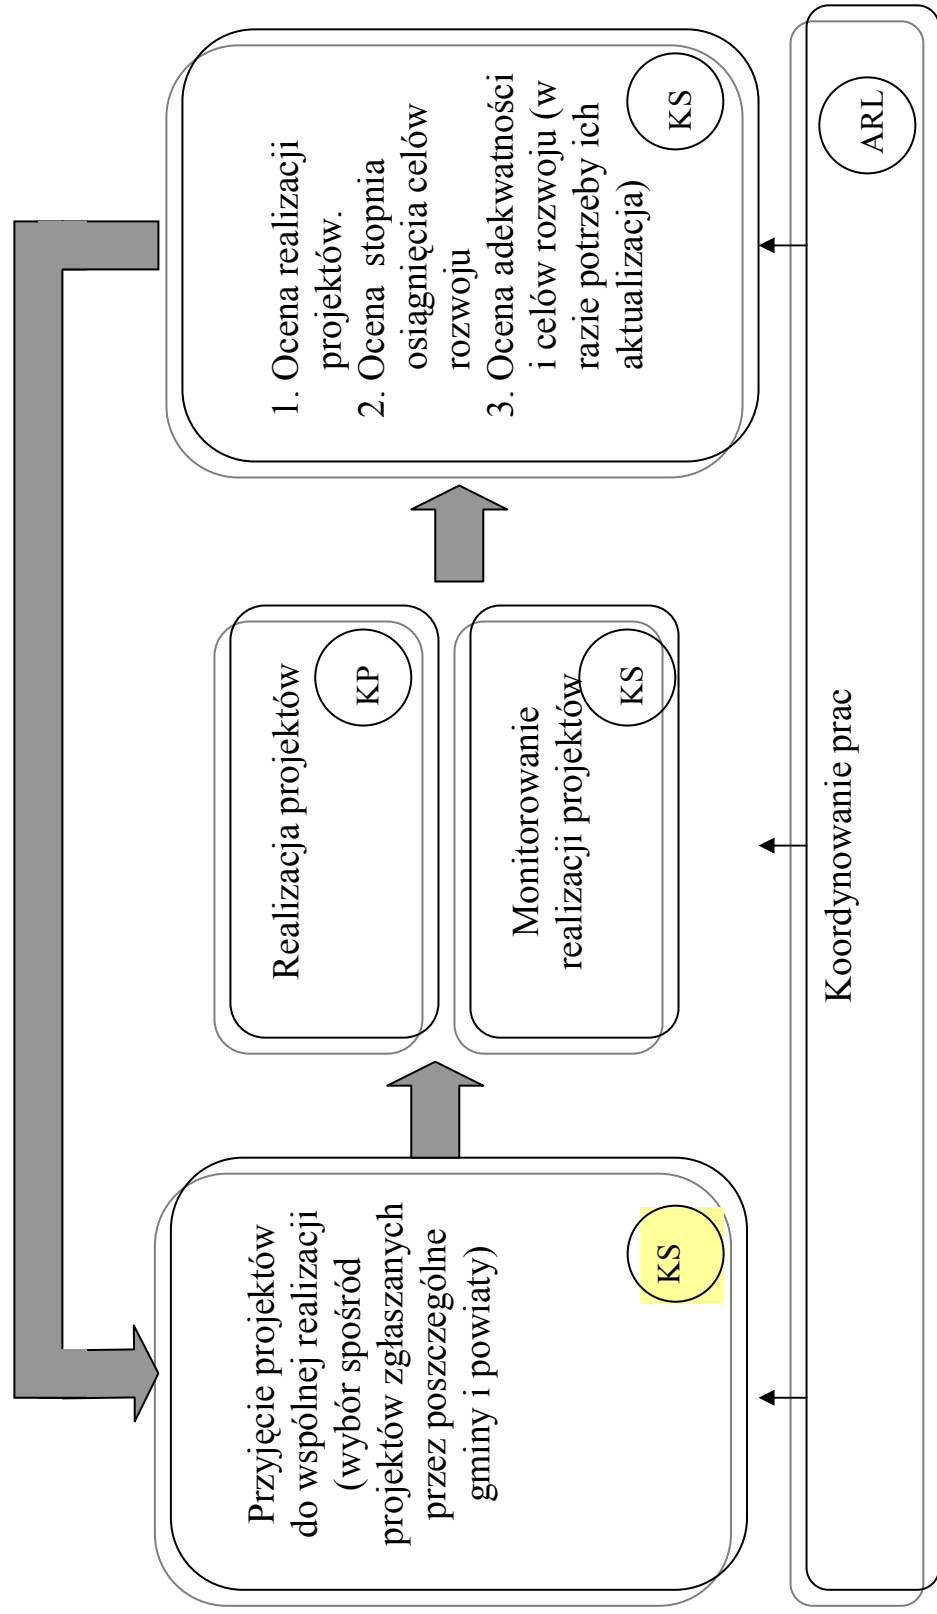 Przyjęcie projektów
do wspólnej realizacji
(wybór spośród
projektów zgłaszanych
przez poszczególne
gminy i powiaty)
KS
Realizacja projektów
KP
Monitorowanie
realizacji projektów
KS
1. Ocena realizacji
projektów.
2. Ocena stopnia
osiągnięcia celów
rozwoju
3. Ocena adekwatności
i celów rozwoju (w
razie potrzeby ich
aktualizacja)
KS
Koordynowanie prac
ARL